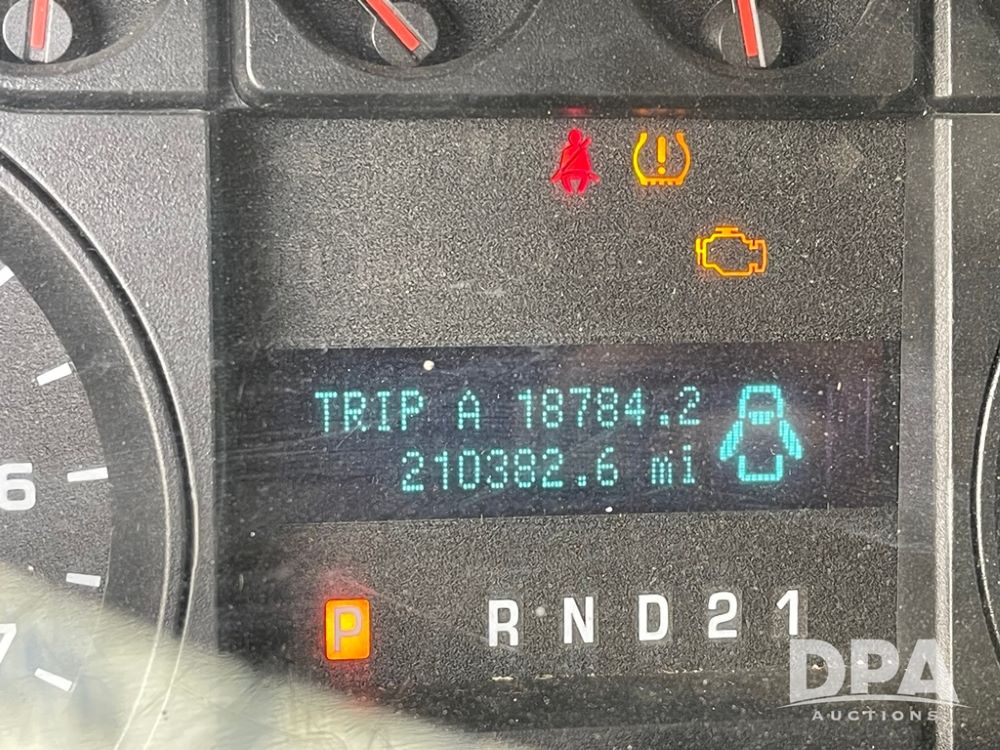 TRIP A 18784.2
210382.6 mi
6
P R N D 2 1
7
DPA
AUCTIONS